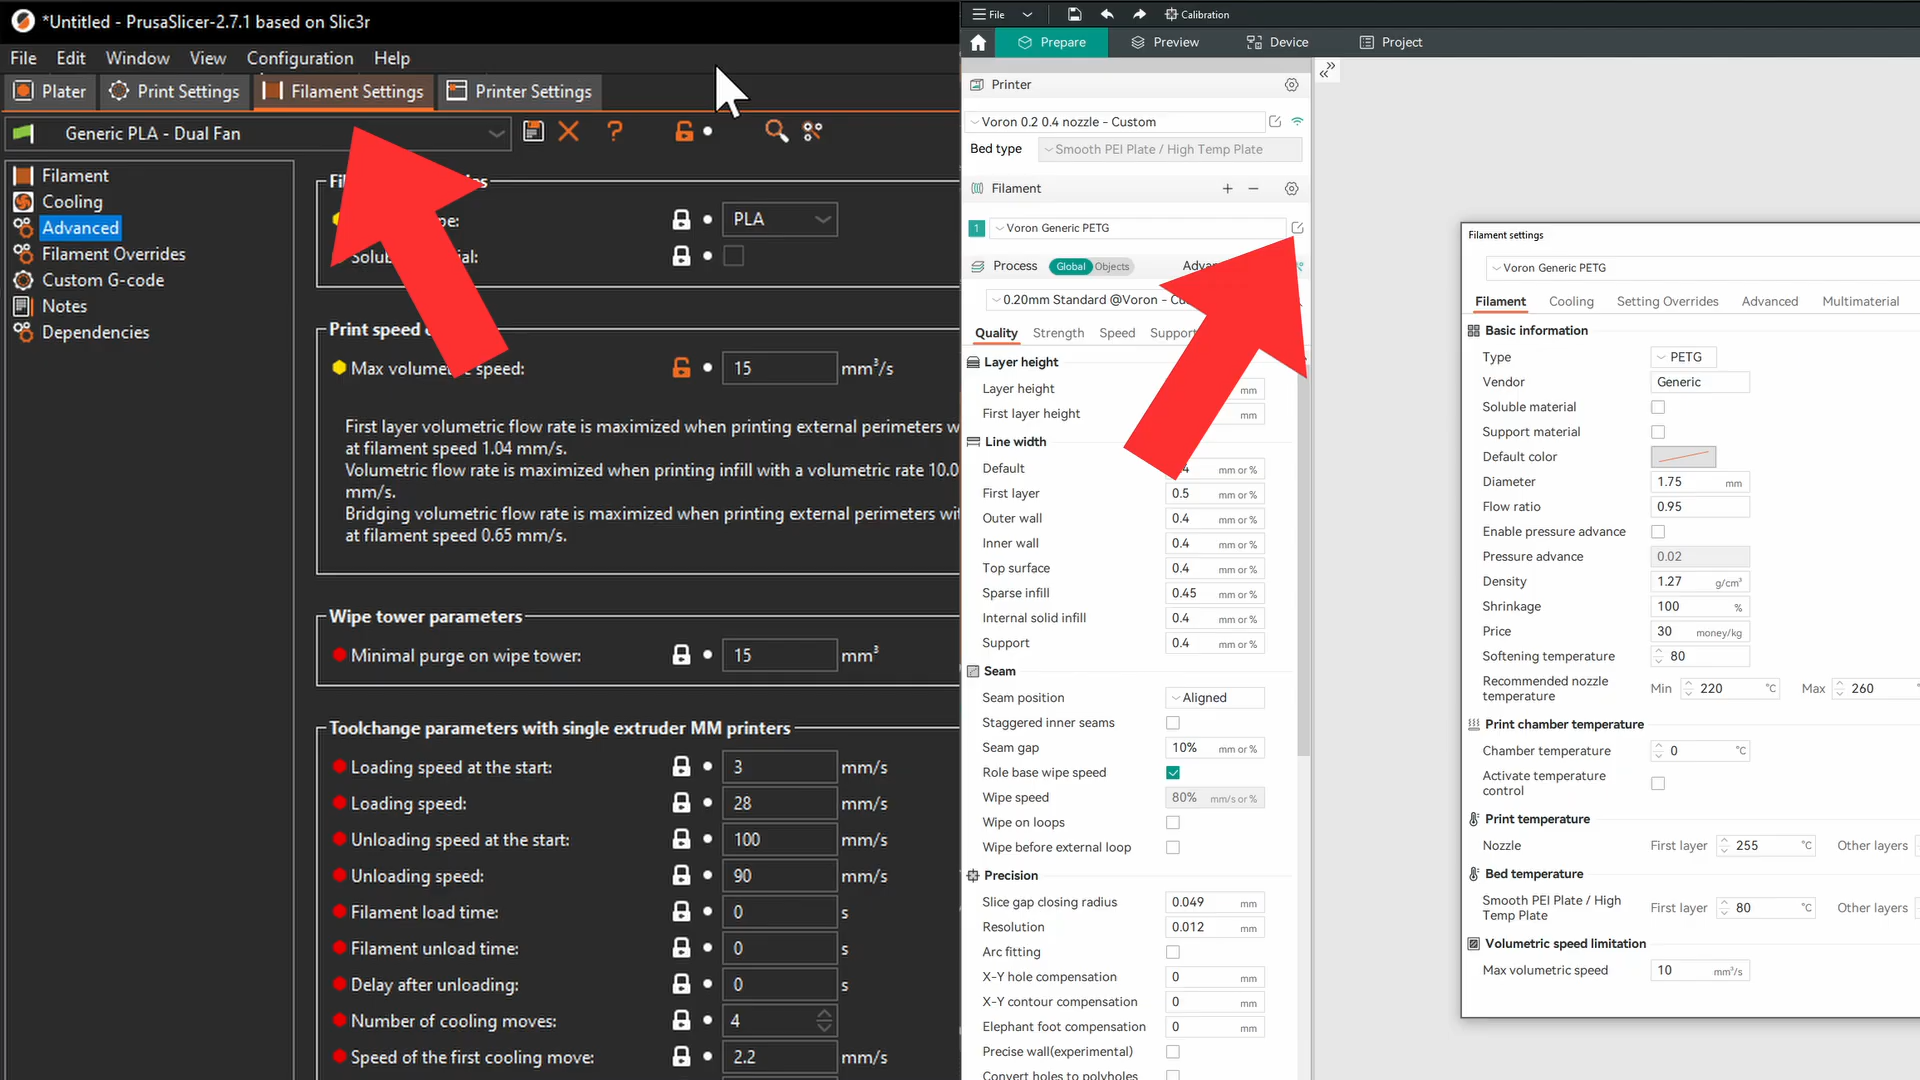 *Untitled - PrusaSlicer-2.7.1 based on Slic3r
File Edit Window View Configuration Help
Plater Print Settings Filament Settings Printer Settings
Generic PLA - Dual Fan
Filament
Cooling
Advanced
Filament Overrides
Custom G-code
Notes
Dependencies
PLA
Print speed
Max volumetric speed: 15 mm³/s
First layer volumetric flow rate is maximized when printing external perimeters
at filament speed 1.04 mm/s.
Volumetric flow rate is maximized when printing infill with a volumetric rate 10.0
mm/s.
Bridging volumetric flow rate is maximized when printing external perimeters
at filament speed 0.65 mm/s.
Wipe tower parameters
Minimal purge on wipe tower: 15 mm³
Toolchange parameters with single extruder MM printers
Loading speed at the start: 3 mm/s
Loading speed: 28 mm/s
Unloading speed at the start: 100 mm/s
Unloading speed: 90 mm/s
Filament load time: 0 s
Filament unload time: 0 s
Delay after unloading: 0 s
Number of cooling moves: 4
Speed of the first cooling move: 2.2 mm/s
File Calibration
Prepare Preview Device Project
Printer
Voron 0.2 0.4 nozzle - Custom
Bed type Smooth PEI Plate / High Temp Plate
Filament + −
1 Voron Generic PETG
Process Global Objects
0.20mm Standard @Voron -
Quality Strength Speed Support
Layer height
Layer height mm
First layer height mm
Line width
Default mm or %
First layer 0.5 mm or %
Outer wall 0.4 mm or %
Inner wall 0.4 mm or %
Top surface 0.4 mm or %
Sparse infill 0.45 mm or %
Internal solid infill 0.4 mm or %
Support 0.4 mm or %
Seam
Seam position Aligned
Staggered inner seams
Seam gap 10% mm or %
Role base wipe speed
Wipe speed 80% mm/s or %
Wipe on loops
Wipe before external loop
Precision
Slice gap closing radius 0.049 mm
Resolution 0.012 mm
Arc fitting
X-Y hole compensation 0 mm
X-Y contour compensation 0 mm
Elephant foot compensation 0 mm
Precise wall(experimental)
Convert holes to polyholes
Filament settings
Voron Generic PETG
Filament Cooling Setting Overrides Advanced Multimaterial
Basic information
Type PETG
Vendor Generic
Soluble material
Support material
Default color
Diameter 1.75 mm
Flow ratio 0.95
Enable pressure advance
Pressure advance 0.02
Density 1.27 g/cm³
Shrinkage 100 %
Price 30 money/kg
Softening temperature 80
Recommended nozzle
temperature Min 220 °C Max 260
Print chamber temperature
Chamber temperature 0 °C
Activate temperature
control
Print temperature
Nozzle First layer 255 °C Other layers
Bed temperature
Smooth PEI Plate / High
Temp Plate First layer 80 °C Other layers
Volumetric speed limitation
Max volumetric speed 10 mm³/s